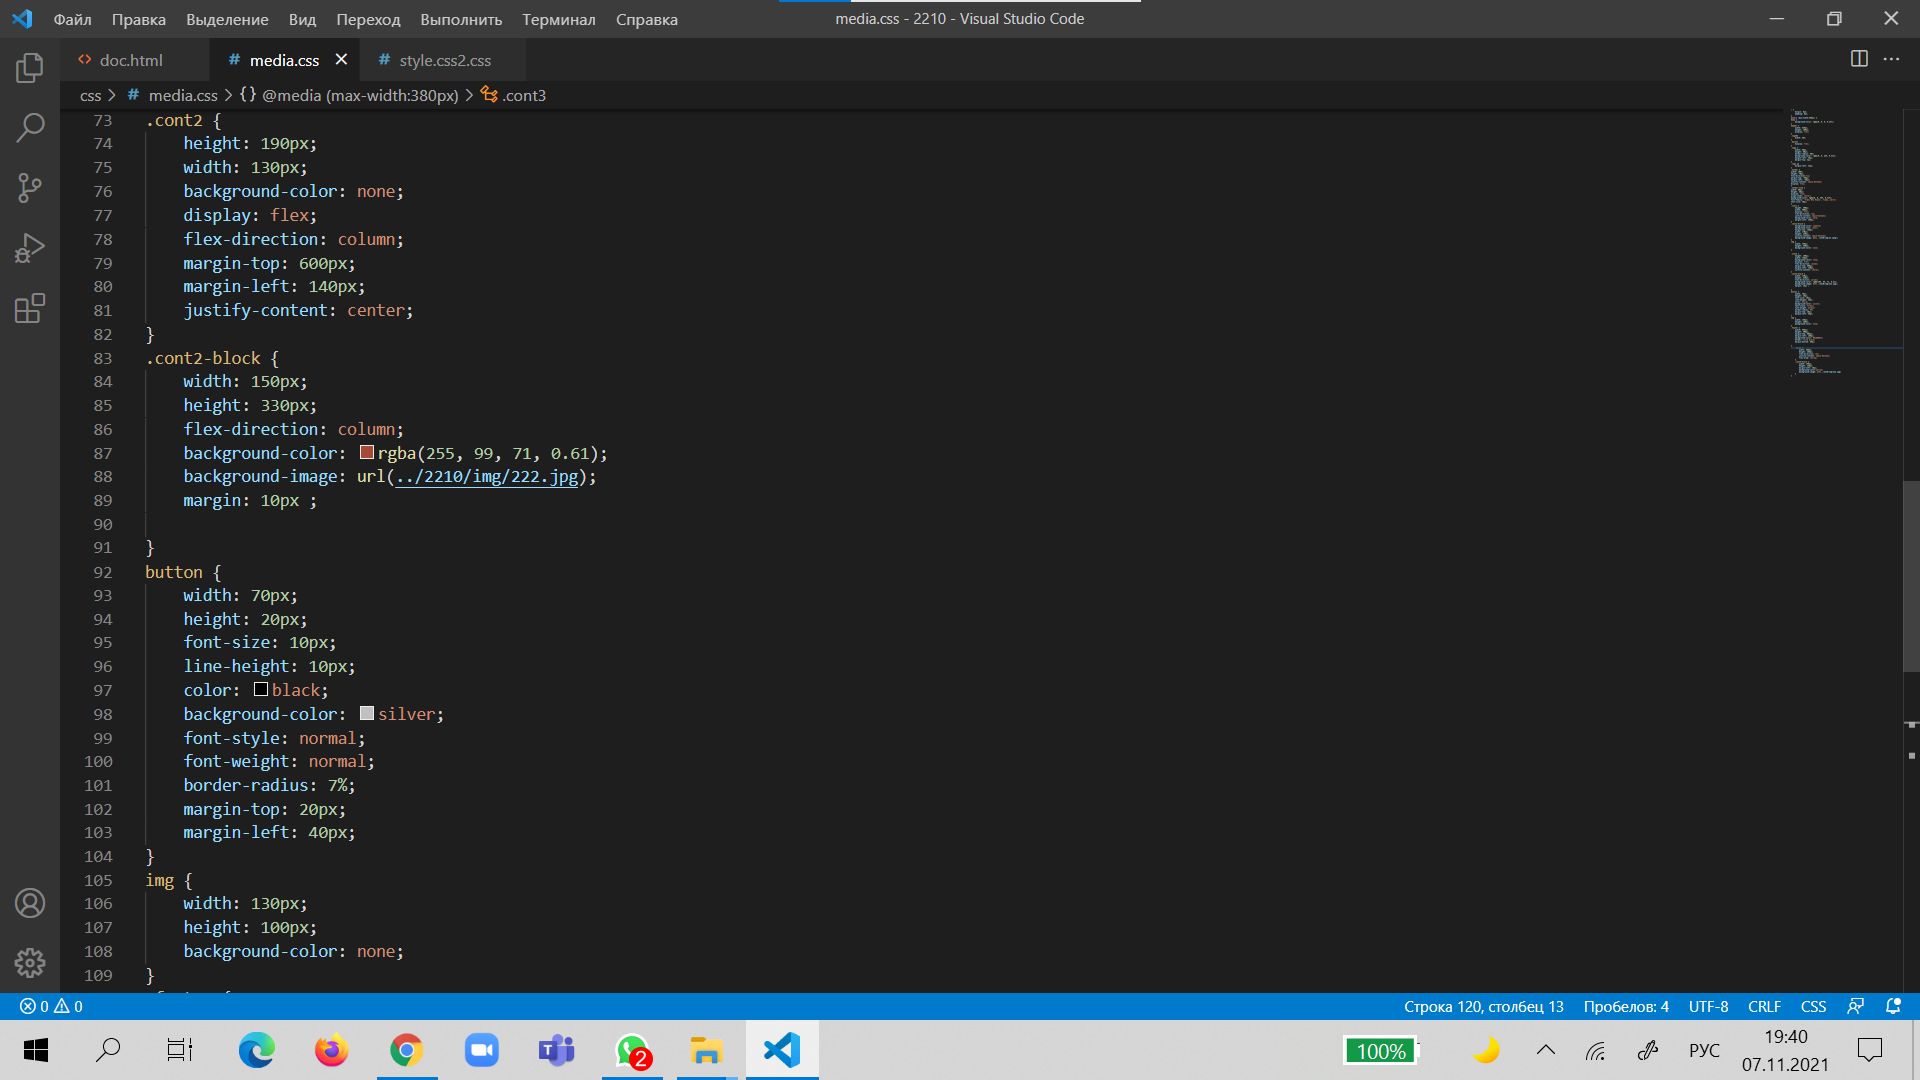 Файл Правка Выделение Вид Переход Выполнить Терминал Справка media.css - 2210 - Visual Studio Code
<> doc.html # media.css × # style.css2.css
css > # media.css > {} @media (max-width:380px) > .cont3
73 .cont2 {
74 height: 190px;
75 width: 130px;
76 background-color: none;
77 display: flex;
78 flex-direction: column;
79 margin-top: 600px;
80 margin-left: 140px;
81 justify-content: center;
82 }
83 .cont2-block {
84 width: 150px;
85 height: 330px;
86 flex-direction: column;
87 background-color: rgba(255, 99, 71, 0.61);
88 background-image: url(../2210/img/222.jpg);
89 margin: 10px ;
90
91 }
92 button {
93 width: 70px;
94 height: 20px;
95 font-size: 10px;
96 line-height: 10px;
97 color: black;
98 background-color: silver;
99 font-style: normal;
100 font-weight: normal;
101 border-radius: 7%;
102 margin-top: 20px;
103 margin-left: 40px;
104 }
105 img {
106 width: 130px;
107 height: 100px;
108 background-color: none;
109 }
0 0 Строка 120, столбец 13 Пробелов: 4 UTF-8 CRLF CSS
2 100% РУС 19:40
07.11.2021